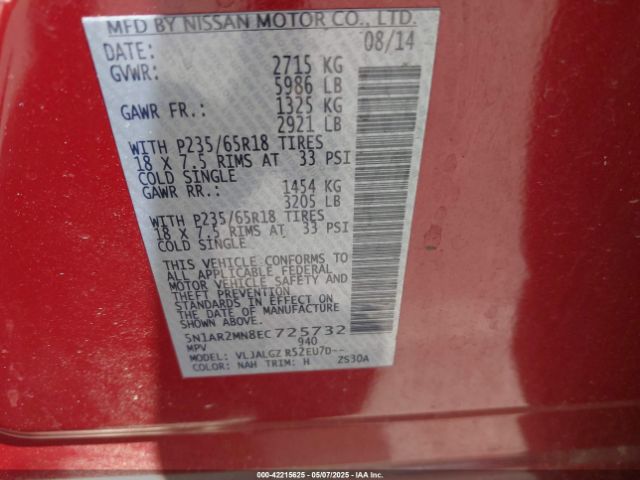 MFD BY NISSAN MOTOR CO., LTD.
DATE: 08/14
GVWR: 2715 KG
5986 LB
GAWR FR.: 1325 KG
2921 LB
WITH P235/65R18 TIRES
18 X 7.5 RIMS AT 33 PSI
COLD SINGLE
GAWR RR.: 1454 KG
3205 LB
WITH P235/65R18 TIRES
18 X 7.5 RIMS AT 33 PSI
COLD SINGLE
THIS VEHICLE CONFORMS TO
ALL APPLICABLE FEDERAL
MOTOR VEHICLE SAFETY AND
THEFT PREVENTION
STANDARDS IN EFFECT ON
THE DATE OF MANUFACTURE
SHOWN ABOVE.
5N1AR2MN8EC725732
MPV 940
MODEL: VLJALGZ R52EU7D--
COLOR: NAH TRIM: H ZS30A
000-42215625 - 05/07/2025 - IAAI.COM